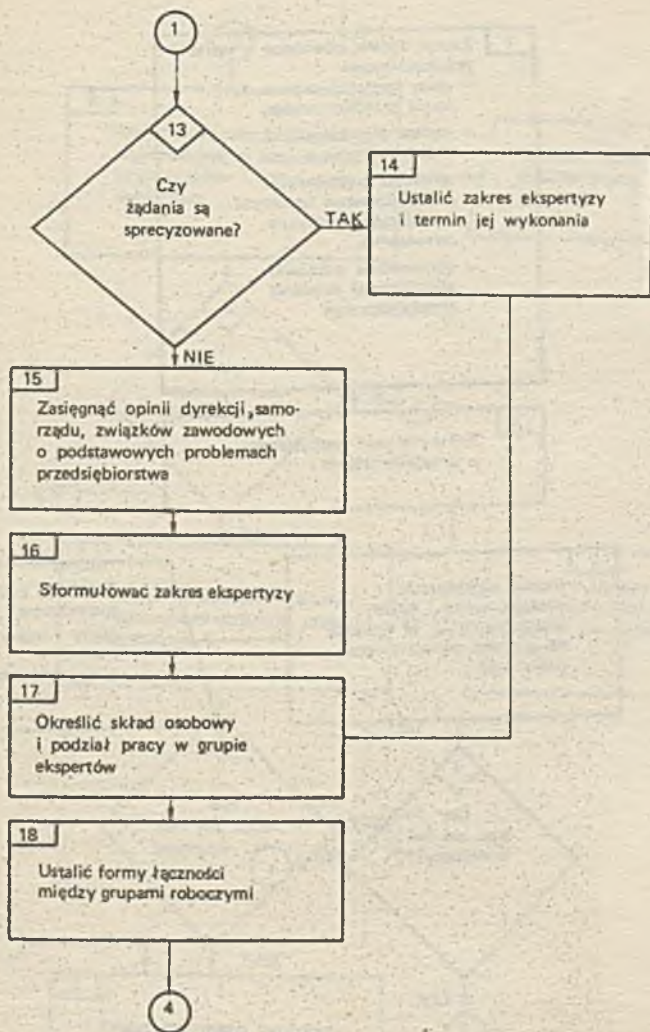 1
13
Czy
żądania są
sprecyzowane?
TAK
14
Ustalić zakres ekspertyzy
i termin jej wykonania
NIE
15
Zasięgnąć opinii dyrekcji,samo-
rządu, związków zawodowych
o podstawowych problemach
przedsiębiorstwa
16
Sformułować zakres ekspertyzy
17
Określić skład osobowy
i podział pracy w grupie
ekspertów
18
Ustalić formy łączności
między grupami roboczymi
4